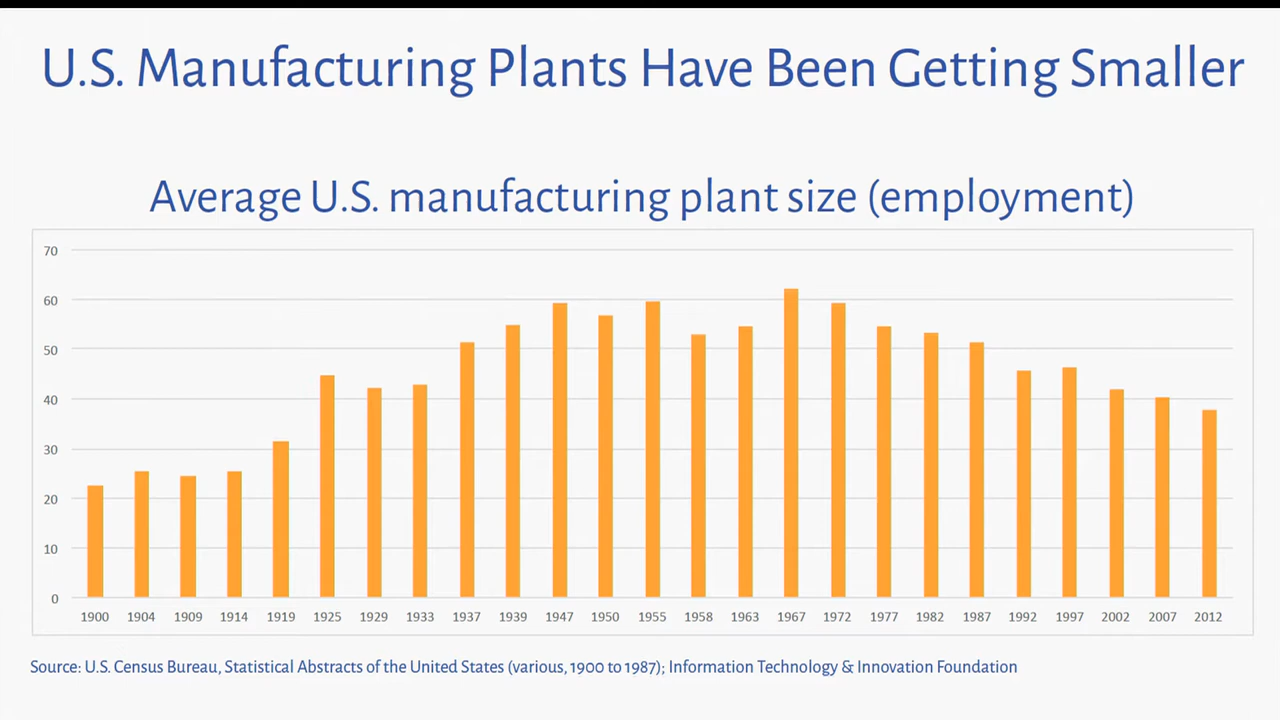 U.S. Manufacturing Plants Have Been Getting Smaller
Average U.S. manufacturing plant size (employment)
70
60
50
40
30
20
10
0
1900 1904 1909 1914 1919 1925 1929 1933 1937 1939 1947 1950 1955 1958 1963 1967 1972 1977 1982 1987 1992 1997 2002 2007 2012
Source: U.S. Census Bureau, Statistical Abstracts of the United States (various, 1900 to 1987); Information Technology & Innovation Foundation